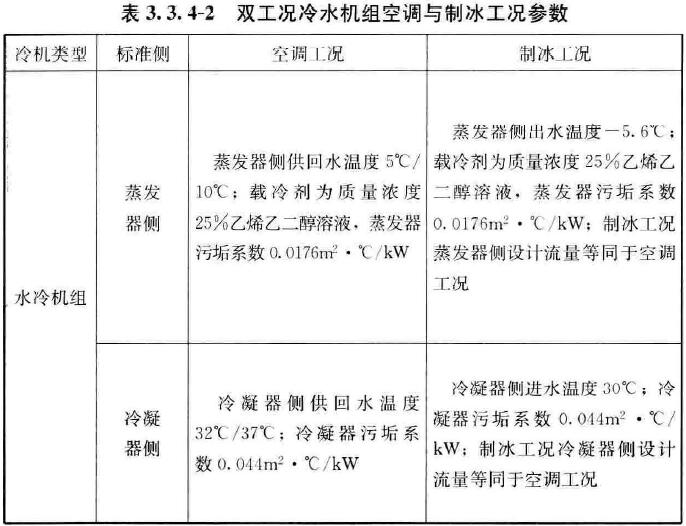 表 3.3.4-2 双工况冷水机组空调与制冰工况参数
冷机类型 标准侧 空调工况 制冰工况
水冷机组
蒸发
器侧
蒸发器侧供回水温度 5℃/
10℃；载冷剂为质量浓度
25%乙烯乙二醇溶液，蒸发器
污垢系数 0.0176m²·℃/kW
蒸发器侧出水温度－5.6℃；
载冷剂为质量浓度 25%乙烯乙
二醇溶液，蒸发器污垢系数
0.0176m²·℃/kW；制冰工况
蒸发器侧设计流量等同于空调
工况
冷凝
器侧
冷凝器侧供回水温度
32℃/37℃；冷凝器污垢系
数 0.044m²·℃/kW
冷凝器侧进水温度 30℃；冷
凝器污垢系数 0.044m²·℃/
kW；制冰工况冷凝器侧设计
流量等同于空调工况